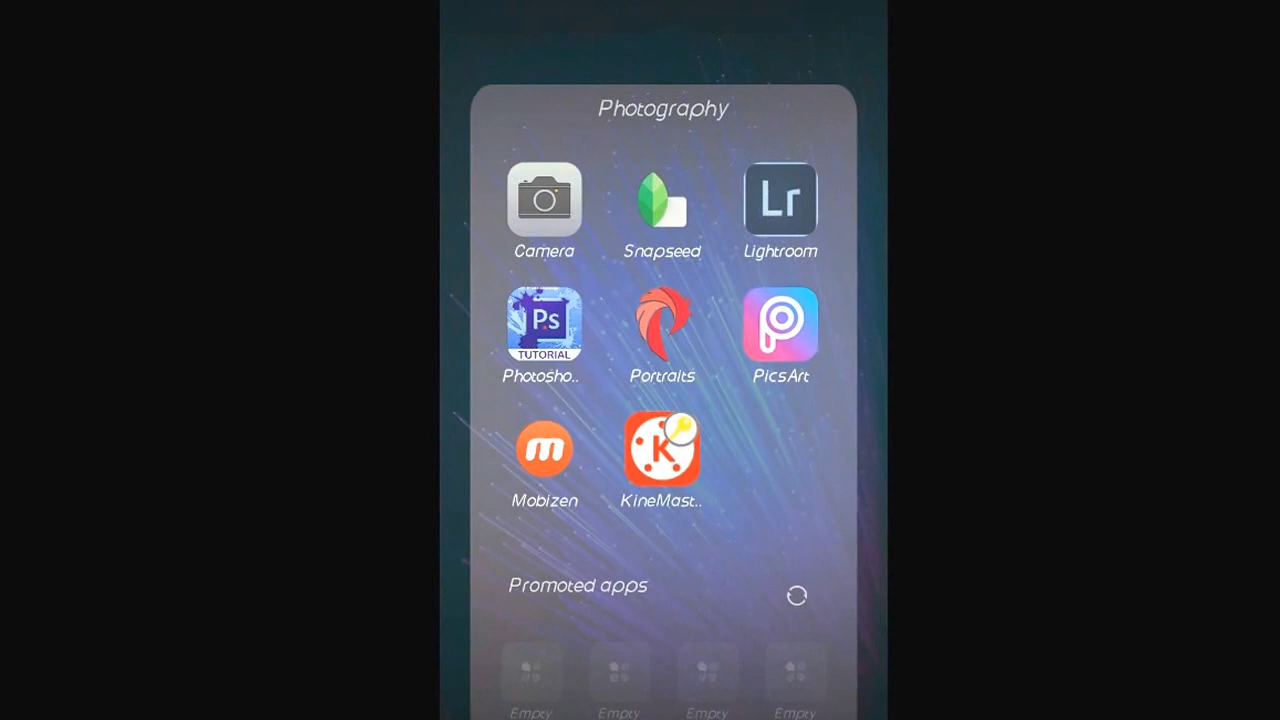 Photography
Camera
Snapseed
Lr
Lightroom
Ps
TUTORIAL
Photosho..
Portraits
PicsArt
m
Mobizen
K
KineMast..
Promoted apps
Empty
Empty
Empty
Empty